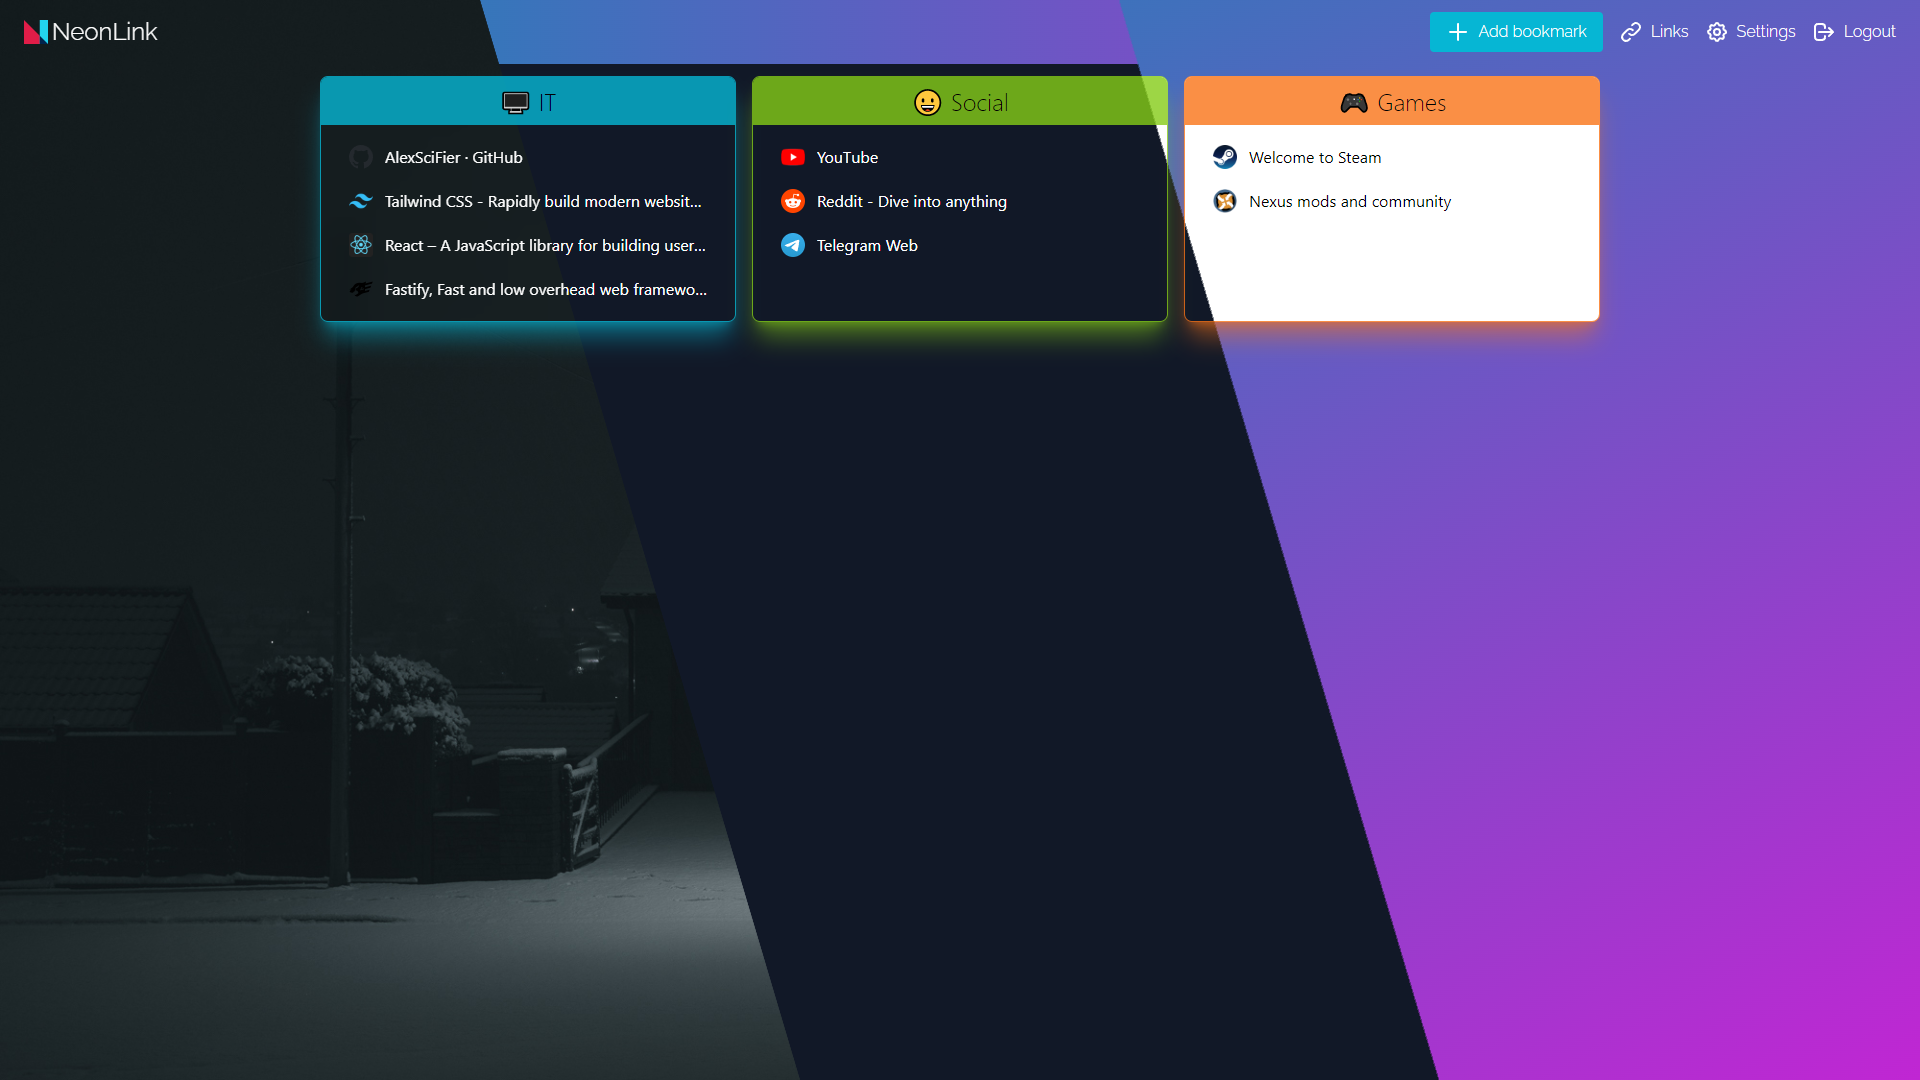 NeonLink
Add bookmark
Links
Settings
Logout
IT
AlexSciFier · GitHub
Tailwind CSS - Rapidly build modern websit...
React – A JavaScript library for building user...
Fastify, Fast and low overhead web framewo...
Social
YouTube
Reddit - Dive into anything
Telegram Web
Games
Welcome to Steam
Nexus mods and community